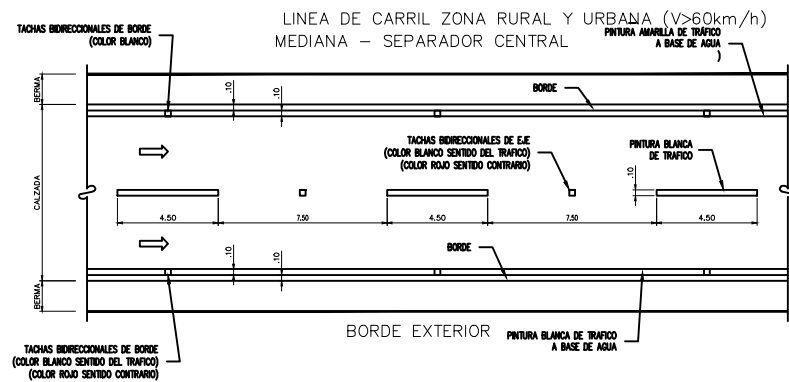 LINEA DE CARRIL ZONA RURAL Y URBANA (V>60km/h)
MEDIANA - SEPARADOR CENTRAL
TACHAS BIDIRECCIONALES DE BORDE
(COLOR BLANCO)
PINTURA AMARILLA DE TRÁFICO
A BASE DE AGUA
)
BERMA
.10
.10
BORDE
TACHAS BIDIRECCIONALES DE EJE
(COLOR BLANCO SENTIDO DEL TRAFICO)
(COLOR ROJO SENTIDO CONTRARIO)
PINTURA BLANCA
DE TRAFICO
CALZADA
.10
4.50
7.50
4.50
7.50
4.50
.10
.10
BORDE
BERMA
BORDE EXTERIOR
PINTURA BLANCA DE TRAFICO
A BASE DE AGUA
TACHAS BIDIRECCIONALES DE BORDE
(COLOR BLANCO SENTIDO DEL TRAFICO)
(COLOR ROJO SENTIDO CONTRARIO)